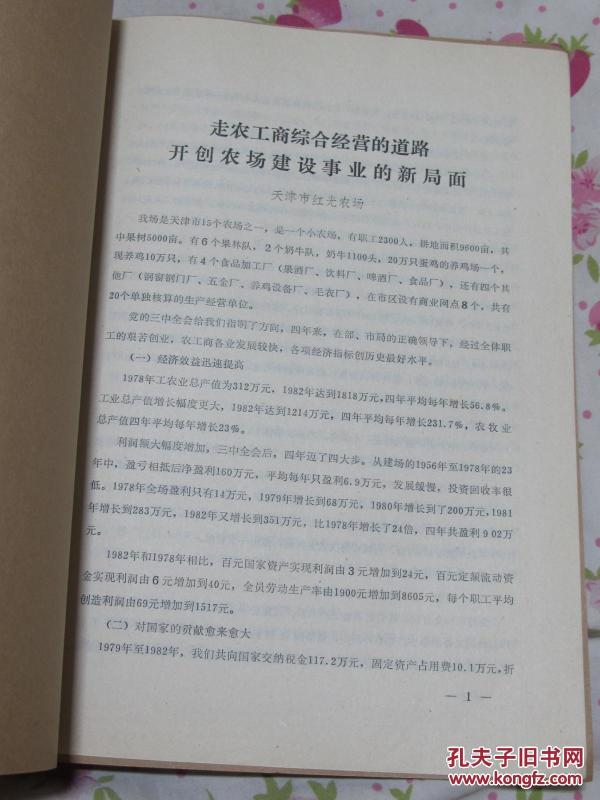 走农工商综合经营的道路
开创农场建设事业的新局面
天津市红光农场
我场是天津市15个农场之一，是一个小农场，有职工2300人，耕地面积9600亩，其
中果树5000亩。有6个果林队，2个奶牛队，奶牛1100头，20万只蛋鸡的养鸡场一个，
现养鸡10万只，有4个食品加工厂（果酒厂、饮料厂、啤酒厂、食品厂），还有四个其
他厂（钢窗钢门厂、五金厂、养鸡设备厂、毛衣厂），在市区设有商业网点8个，共有
20个单独核算的生产经营单位。
党的三中全会给我们指明了方向，四年来，在部、市局的正确领导下，经过全体职
工的艰苦创业，农工商各业发展较快，各项经济指标创历史最好水平。
（一）经济效益迅速提高
1978年工农业总产值为312万元，1982年达到1818万元，四年平均每年增长56.8%。
工业总产值增长幅度更大，1982年达到1214万元，四年平均每年增长231.7%，农牧业
总产值四年平均每年增长23%。
利润额大幅度增加，三中全会后，四年迈了四大步。从建场的1956年至1978年的23
年中，盈亏相抵后净盈利160万元，平均每年只盈利6.9万元，发展缓慢，投资回收率很
低。1978年全场盈利只有14万元，1979年增长到68万元，1980年增长到了200万元，1981
年增长到283万元，1982年又增长到351万元，比1978年增长了24倍，四年共盈利902万
元。
1982年和1978年相比，百元国家资产实现利润由3元增加到24元，百元定额流动资
金实现利润由6元增加到40元，全员劳动生产率由1900元增加到8605元，每个职工平均
创造利润由69元增加到1517元。
（二）对国家的贡献愈来愈大
1979年至1982年，我们共向国家交纳税金117.2万元，固定资产占用费10.1万元，折
— 1 —
孔夫子旧书网
www.kongfz.com